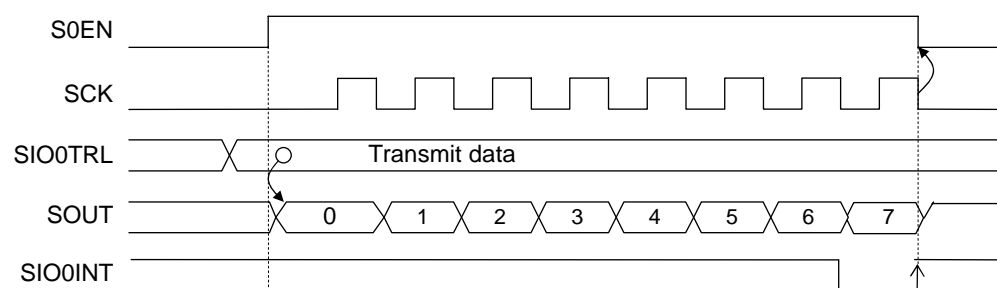 S0EN
SCK
SIO0TRL
Transmit data
SOUT
0 1 2 3 4 5 6 7
SIO0INT